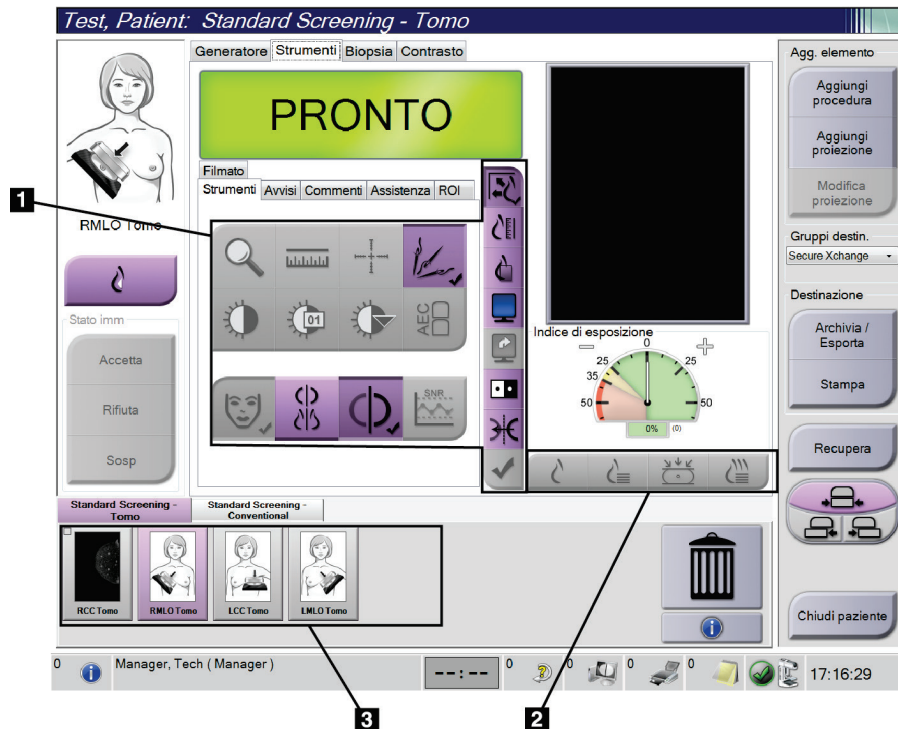 Test, Patient: Standard Screening - Tomo
Generatore Strumenti Biopsia Contrasto
PRONTO
Filmato
Strumenti Avvisi Commenti Assistenza ROI
1
RMLO Tomo
01
AEC
SNR
Stato imm
Accetta
Rifiuta
Sosp
Indice di esposizione
0
25 25
35
50 50
0% (0)
Agg. elemento
Aggiungi
procedura
Aggiungi
proiezione
Modifica
proiezione
Gruppi destin.
Secure Xchange
Destinazione
Archivia /
Esporta
Stampa
Recupera
Chiudi paziente
Standard Screening -
Tomo
Standard Screening -
Conventional
RCC Tomo
RMLO Tomo
LCC Tomo
LMLO Tomo
0 Manager, Tech ( Manager ) --:-- 0 0 0 0 17:16:29
3
2